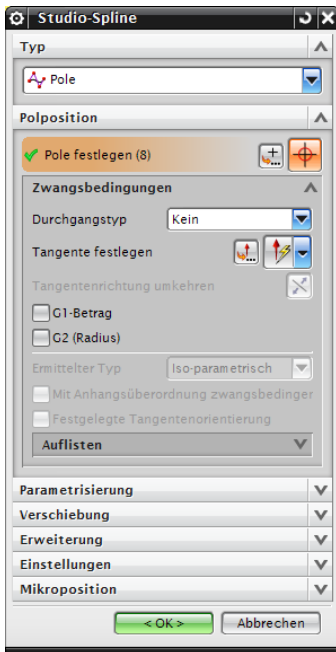 Studio-Spline
Typ
Pole
Polposition
Pole festlegen (8)
Zwangsbedingungen
Durchgangstyp Kein
Tangente festlegen
Tangentenrichtung umkehren
G1-Betrag
G2 (Radius)
Ermittelter Typ Iso-parametrisch
Mit Anhangsüberordnung zwangsbedinger
Festgelegte Tangentenorientierung
Auflisten
Parametrisierung
Verschiebung
Erweiterung
Einstellungen
Mikroposition
< OK > Abbrechen